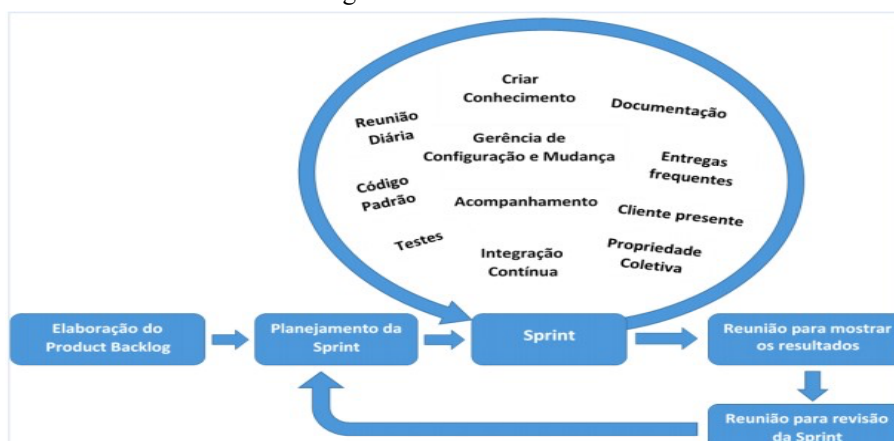 Criar
Conhecimento
Documentação
Reunião
Diária
Gerência de
Configuração e Mudança
Entregas
frequentes
Código
Padrão
Acompanhamento
Cliente presente
Testes
Integração
Contínua
Propriedade
Coletiva
Elaboração do
Product Backlog
Planejamento da
Sprint
Sprint
Reunião para mostrar
os resultados
Reunião para revisão
da Sprint